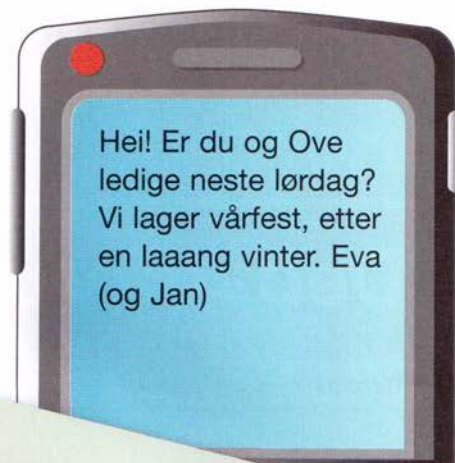 Hei! Er du og Ove
ledige neste lørdag?
Vi lager vårfest, etter
en laaang vinter. Eva
(og Jan)